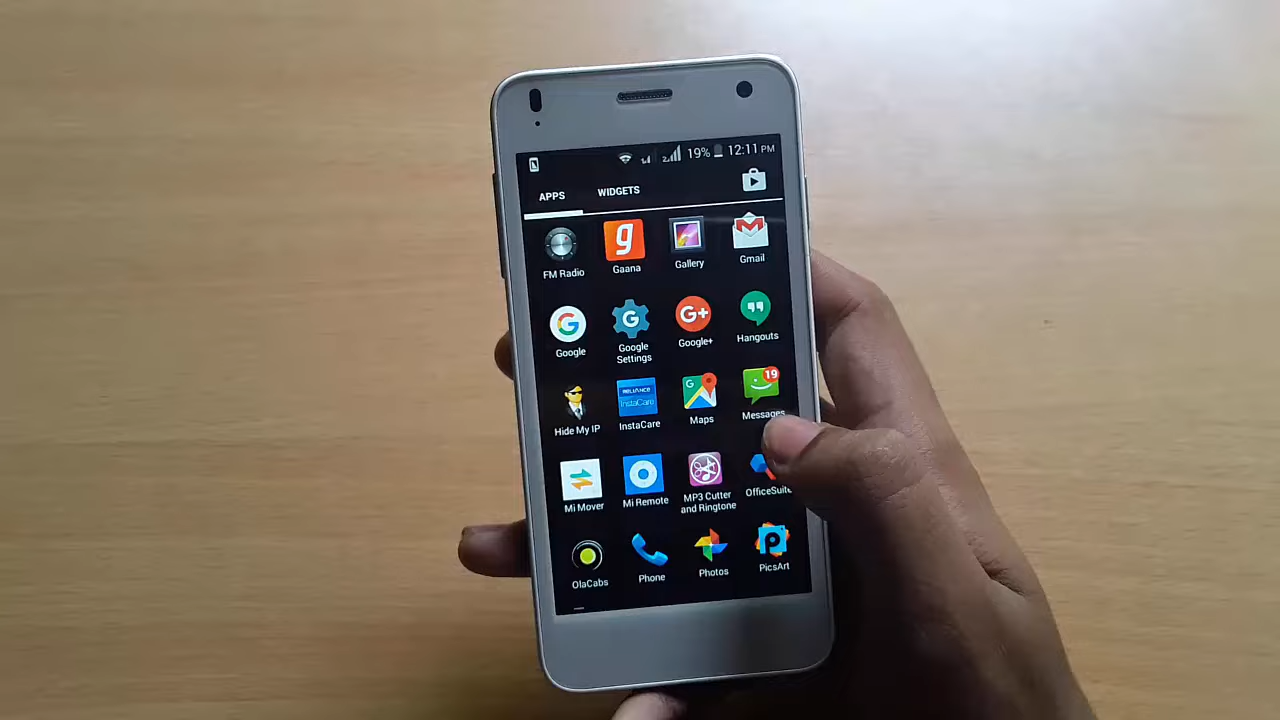 19% 12:11 PM
APPS WIDGETS
FM Radio Gaana Gallery Gmail
Google Google Settings Google+ Hangouts
Hide My IP InstaCare Maps Messages
RELIANCE
InstaCare
19
Mi Mover Mi Remote MP3 Cutter and Ringtone OfficeSuite
OlaCabs Phone Photos PicsArt